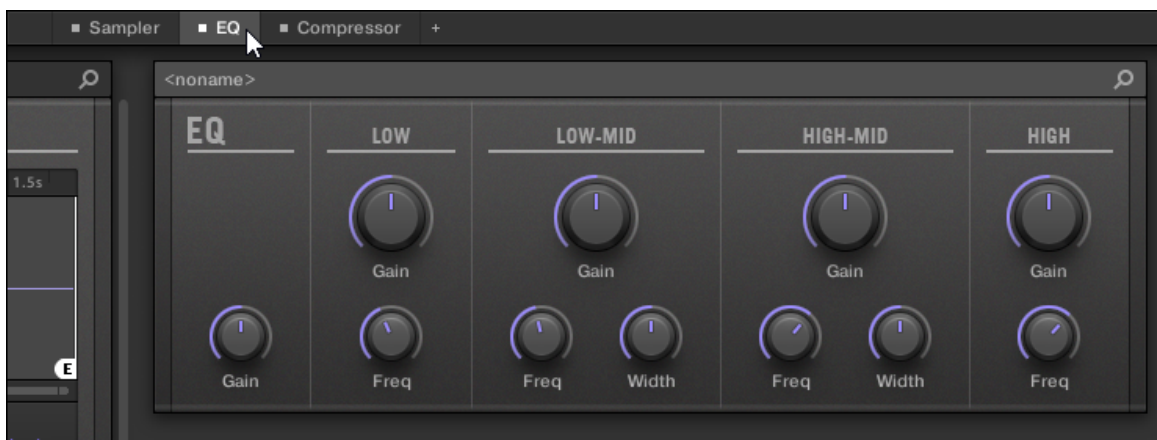 Sampler EQ Compressor +
<noname>
1.5s
EQ LOW LOW-MID HIGH-MID HIGH
Gain Gain Gain Gain
E
Gain Freq Freq Width Freq Width Freq